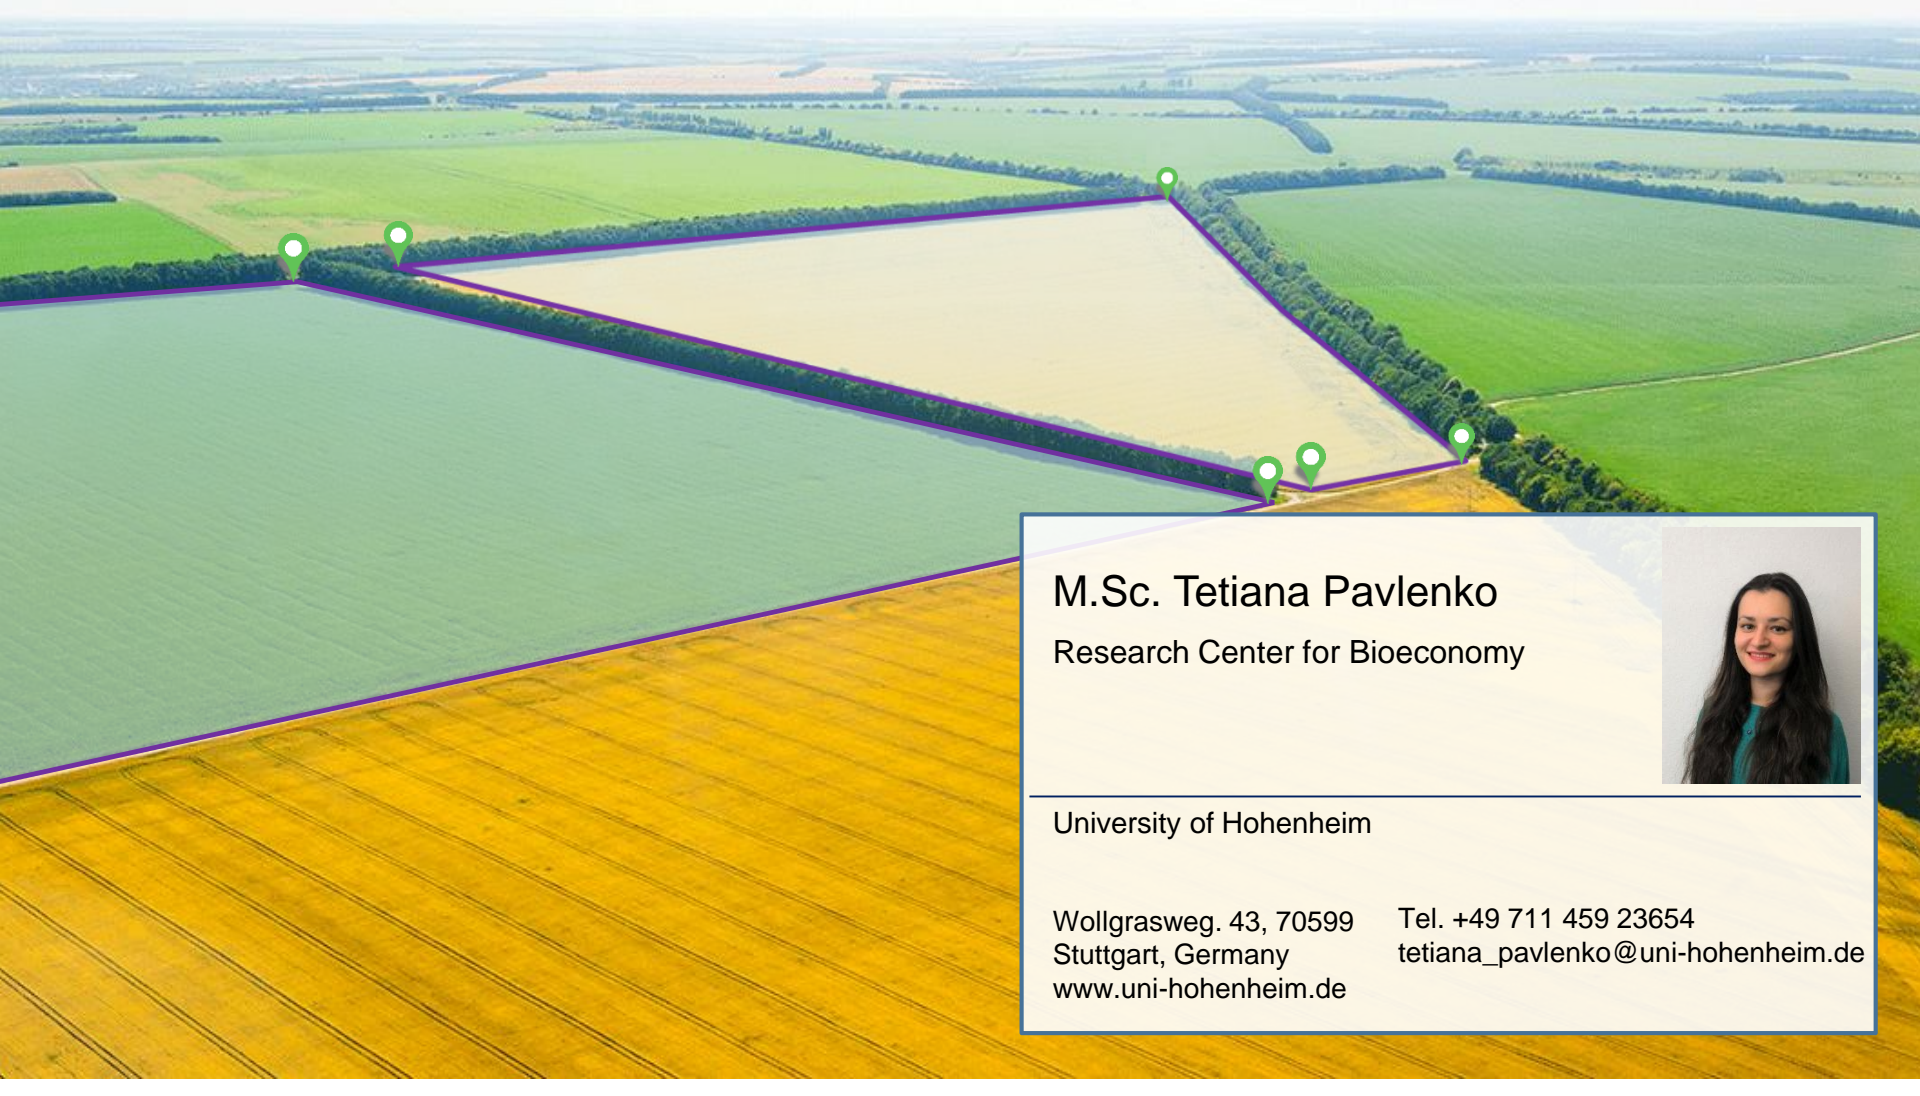 M.Sc. Tetiana Pavlenko
Research Center for Bioeconomy
University of Hohenheim
Wollgrasweg. 43, 70599
Stuttgart, Germany
www.uni-hohenheim.de
Tel. +49 711 459 23654
tetiana_pavlenko@uni-hohenheim.de